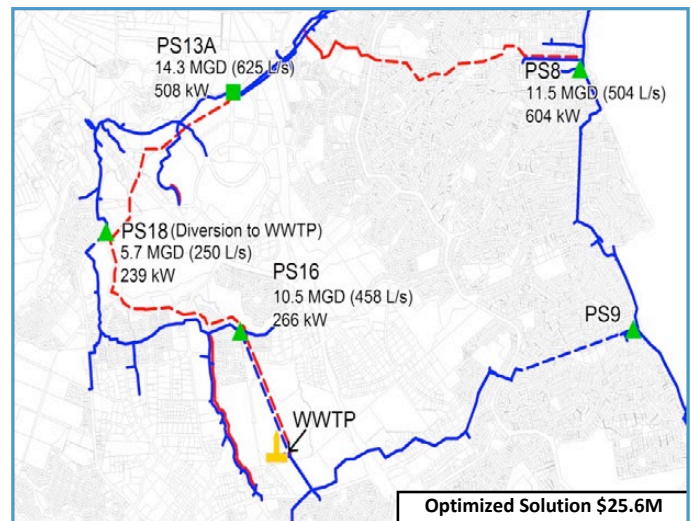 PS13A
14.3 MGD (625 L/s)
508 kW
PS8
11.5 MGD (504 L/s)
604 kW
PS18 (Diversion to WWTP)
5.7 MGD (250 L/s)
239 kW
PS16
10.5 MGD (458 L/s)
266 kW
PS9
WWTP
Optimized Solution $25.6M